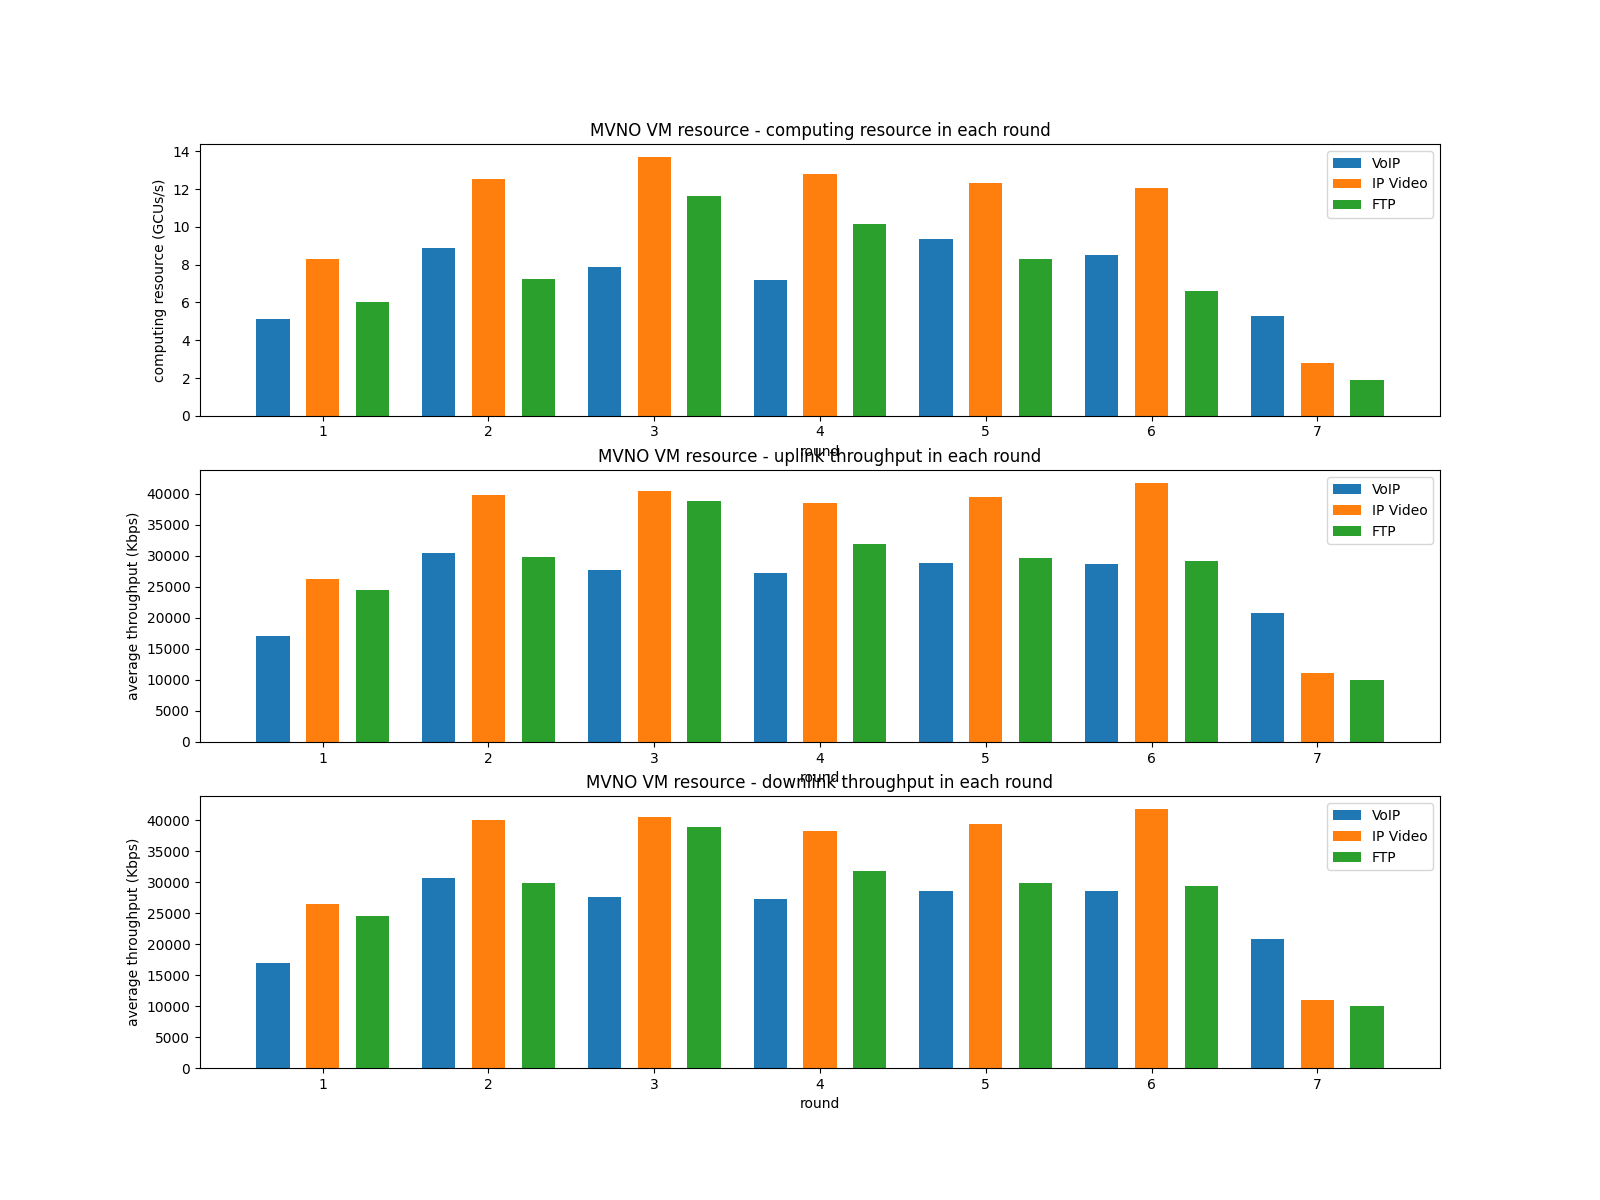 MVNO VM resource - computing resource in each round
computing resource (GCUs/s)
14
12
10
8
6
4
2
0
VoIP
IP Video
FTP
1 2 3 4 5 6 7
round
MVNO VM resource - uplink throughput in each round
average throughput (Kbps)
40000
35000
30000
25000
20000
15000
10000
5000
0
VoIP
IP Video
FTP
1 2 3 4 5 6 7
round
MVNO VM resource - downlink throughput in each round
average throughput (Kbps)
40000
35000
30000
25000
20000
15000
10000
5000
0
VoIP
IP Video
FTP
1 2 3 4 5 6 7
round